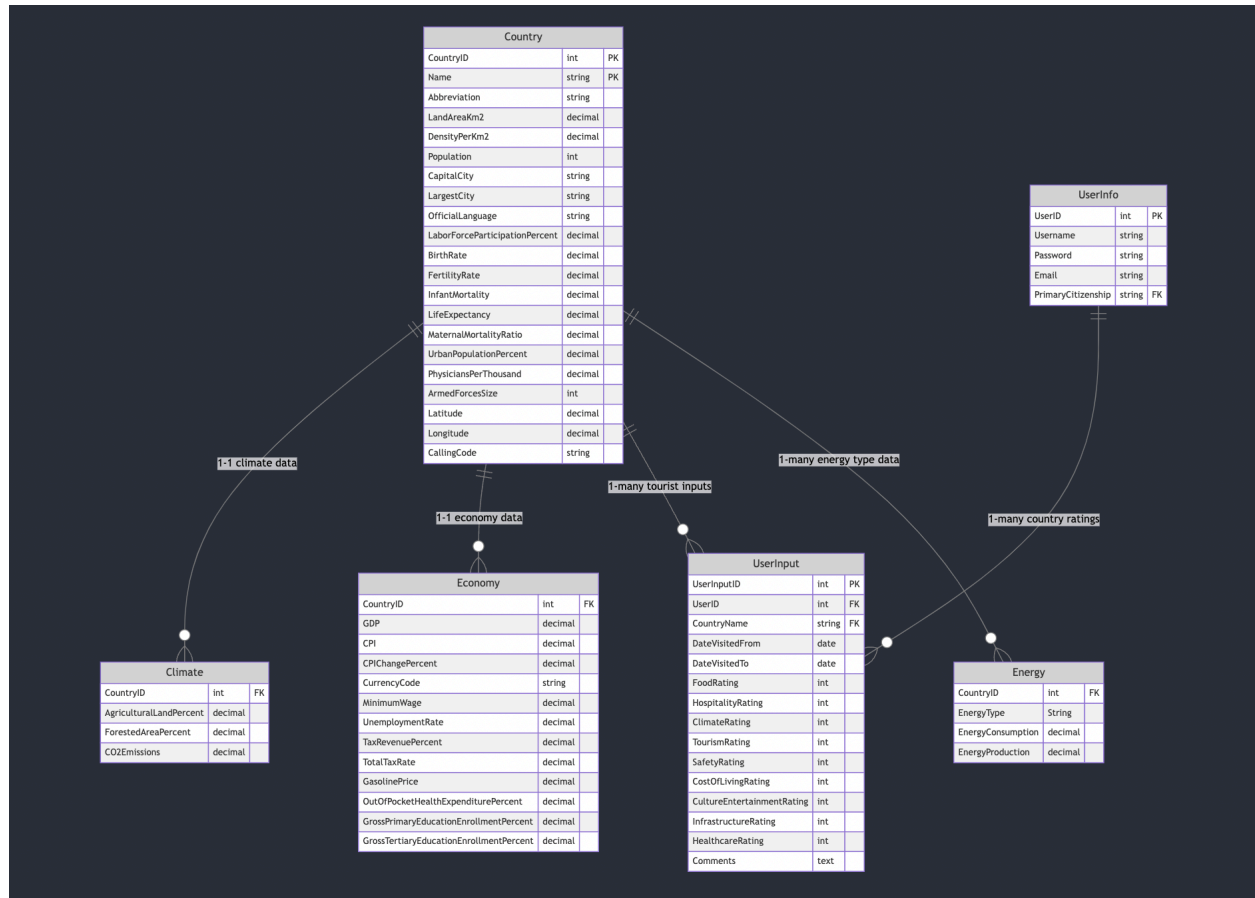 Country
CountryID int PK
Name string PK
Abbreviation string
LandAreaKm2 decimal
DensityPerKm2 decimal
Population int
CapitalCity string
LargestCity string
OfficialLanguage string
LaborForceParticipationPercent decimal
BirthRate decimal
FertilityRate decimal
InfantMortality decimal
LifeExpectancy decimal
MaternalMortalityRatio decimal
UrbanPopulationPercent decimal
PhysiciansPerThousand decimal
ArmedForcesSize int
Latitude decimal
Longitude decimal
CallingCode string
UserInfo
UserID int PK
Username string
Password string
Email string
PrimaryCitizenship string FK
1-1 climate data
1-1 economy data
1-many tourist inputs
1-many energy type data
1-many country ratings
Climate
CountryID int FK
AgriculturalLandPercent decimal
ForestedAreaPercent decimal
CO2Emissions decimal
Economy
CountryID int FK
GDP decimal
CPI decimal
CPIChangePercent decimal
CurrencyCode string
MinimumWage decimal
UnemploymentRate decimal
TaxRevenuePercent decimal
TotalTaxRate decimal
GasolinePrice decimal
OutOfPocketHealthExpenditurePercent decimal
GrossPrimaryEducationEnrollmentPercent decimal
GrossTertiaryEducationEnrollmentPercent decimal
UserInput
UserInputID int PK
UserID int FK
CountryName string FK
DateVisitedFrom date
DateVisitedTo date
FoodRating int
HospitalityRating int
ClimateRating int
TourismRating int
SafetyRating int
CostOfLivingRating int
CultureEntertainmentRating int
InfrastructureRating int
HealthcareRating int
Comments text
Energy
CountryID int FK
EnergyType String
EnergyConsumption decimal
EnergyProduction decimal